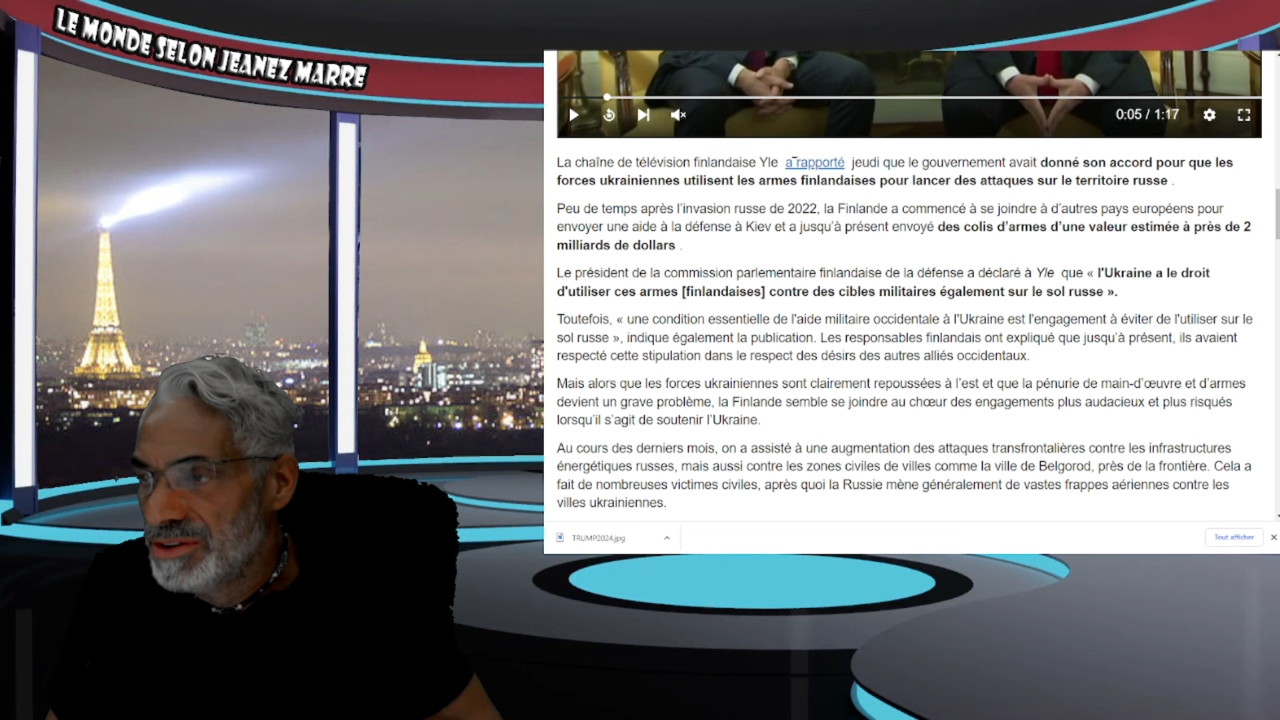 LE MONDE SELON JEANEZ MARRE
0:05 / 1:17
La chaîne de télévision finlandaise Yle a rapporté jeudi que le gouvernement avait donné son accord pour que les
forces ukrainiennes utilisent les armes finlandaises pour lancer des attaques sur le territoire russe .
Peu de temps après l'invasion russe de 2022, la Finlande a commencé à se joindre à d'autres pays européens pour
envoyer une aide à la défense à Kiev et a jusqu'à présent envoyé des colis d'armes d'une valeur estimée à près de 2
milliards de dollars .
Le président de la commission parlementaire finlandaise de la défense a déclaré à Yle que « l'Ukraine a le droit
d'utiliser ces armes [finlandaises] contre des cibles militaires également sur le sol russe ».
Toutefois, « une condition essentielle de l'aide militaire occidentale à l'Ukraine est l'engagement à éviter de l'utiliser sur le
sol russe », indique également la publication. Les responsables finlandais ont expliqué que jusqu'à présent, ils avaient
respecté cette stipulation dans le respect des désirs des autres alliés occidentaux.
Mais alors que les forces ukrainiennes sont clairement repoussées à l'est et que la pénurie de main-d'œuvre et d'armes
devient un grave problème, la Finlande semble se joindre au chœur des engagements plus audacieux et plus risqués
lorsqu'il s'agit de soutenir l'Ukraine.
Au cours des derniers mois, on a assisté à une augmentation des attaques transfrontalières contre les infrastructures
énergétiques russes, mais aussi contre les zones civiles de villes comme la ville de Belgorod, près de la frontière. Cela a
fait de nombreuses victimes civiles, après quoi la Russie mène généralement de vastes frappes aériennes contre les
villes ukrainiennes.
TRUMP2024.jpg
Tout afficher